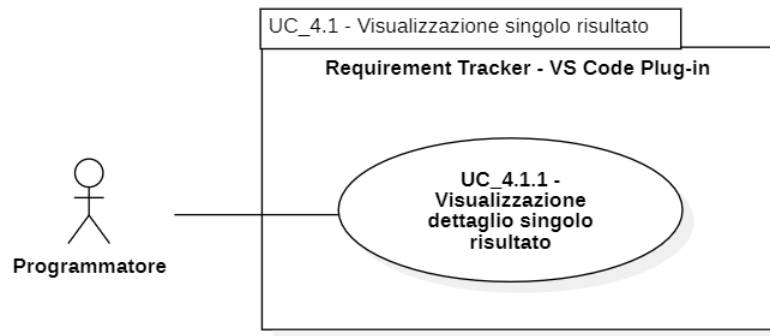 UC_4.1 - Visualizzazione singolo risultato
Requirement Tracker - VS Code Plug-in
UC_4.1.1 -
Visualizzazione
dettaglio singolo
risultato
Programmatore